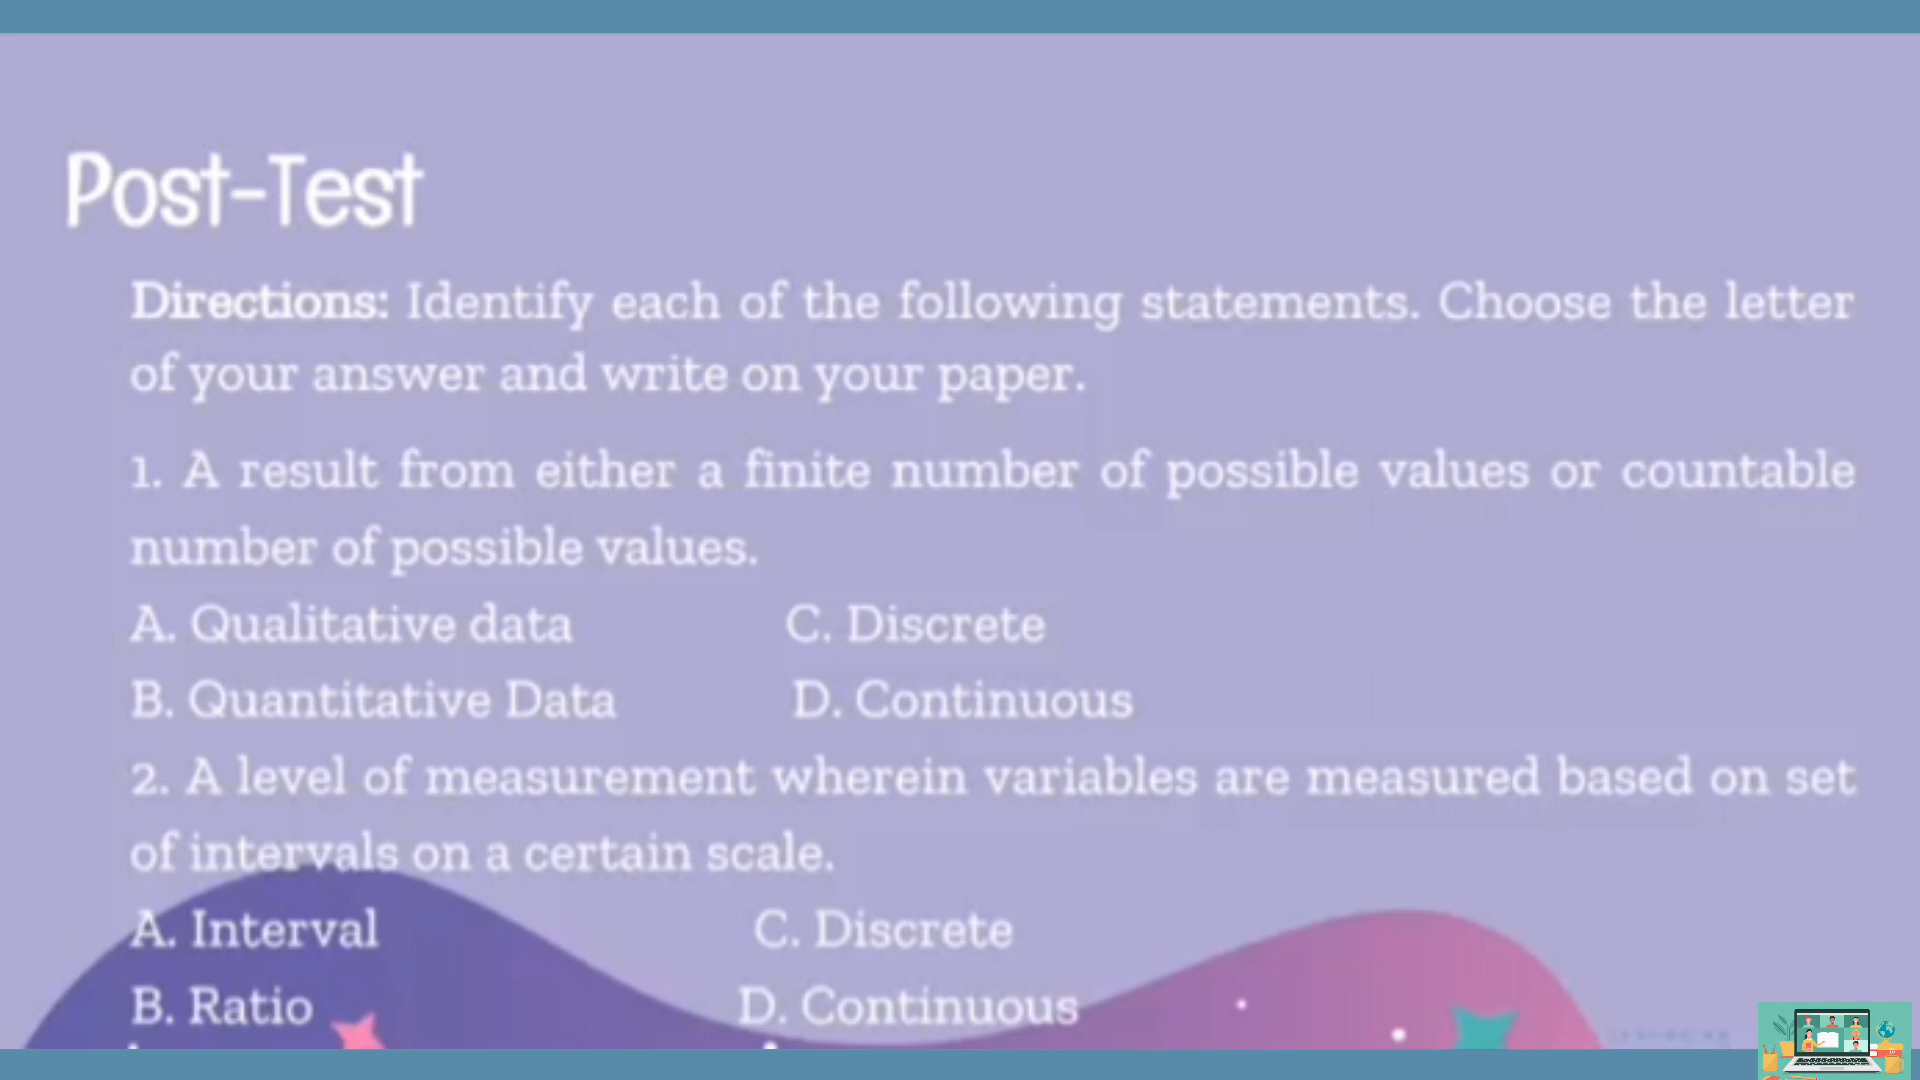 Post-Test
Directions: Identify each of the following statements. Choose the letter
of your answer and write on your paper.
1. A result from either a finite number of possible values or countable
number of possible values.
A. Qualitative data C. Discrete
B. Quantitative Data D. Continuous
2. A level of measurement wherein variables are measured based on set
of intervals on a certain scale.
A. Interval C. Discrete
B. Ratio D. Continuous